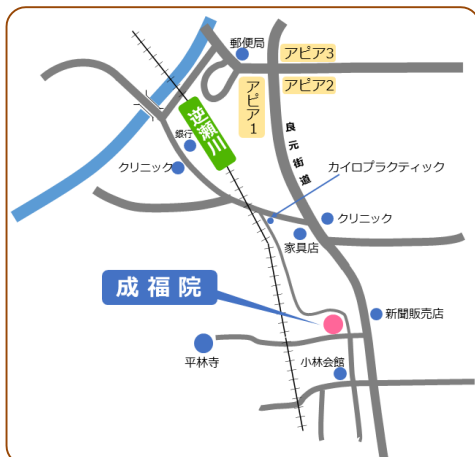 郵便局
アピア3
アピア2
アピア1
逆瀬川
銀行
良元街道
クリニック
カイロプラクティック
クリニック
家具店
成福院
新聞販売店
平林寺
小林会館